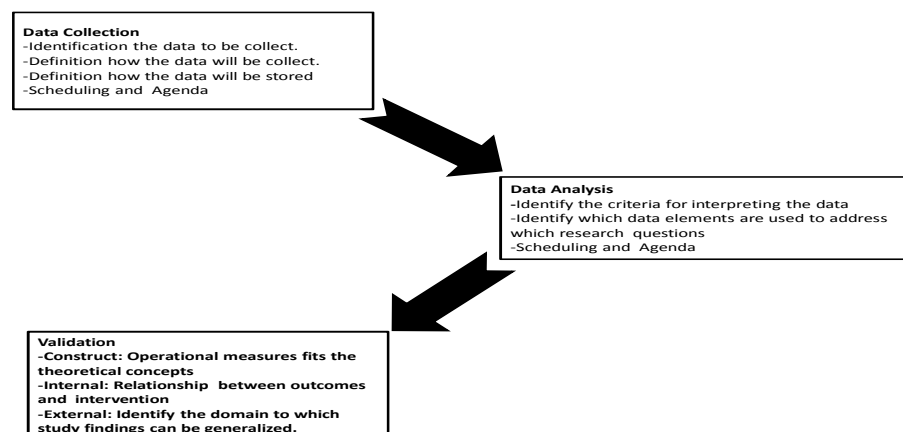 Data Collection
-Identification the data to be collect.
-Definition how the data will be collect.
-Definition how the data will be stored
-Scheduling and Agenda
Data Analysis
-Identify the criteria for interpreting the data
-Identify which data elements are used to address
which research questions
-Scheduling and Agenda
Validation
-Construct: Operational measures fits the
theoretical concepts
-Internal: Relationship between outcomes
and intervention
-External: Identify the domain to which
study findings can be generalized.